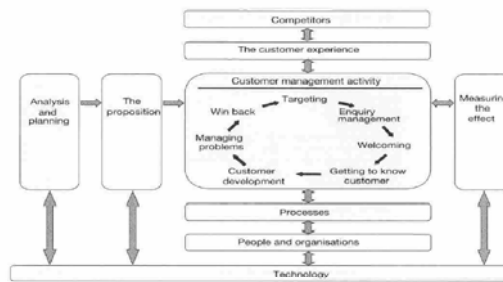 Competitors
The customer experience
Customer management activity
Analysis
and
planning
The
proposition
Targeting
Enquiry
management
Welcoming
Getting to know
customer
Customer
development
Managing
problems
Win back
Measuring
the effect
Processes
People and organisations
Technology